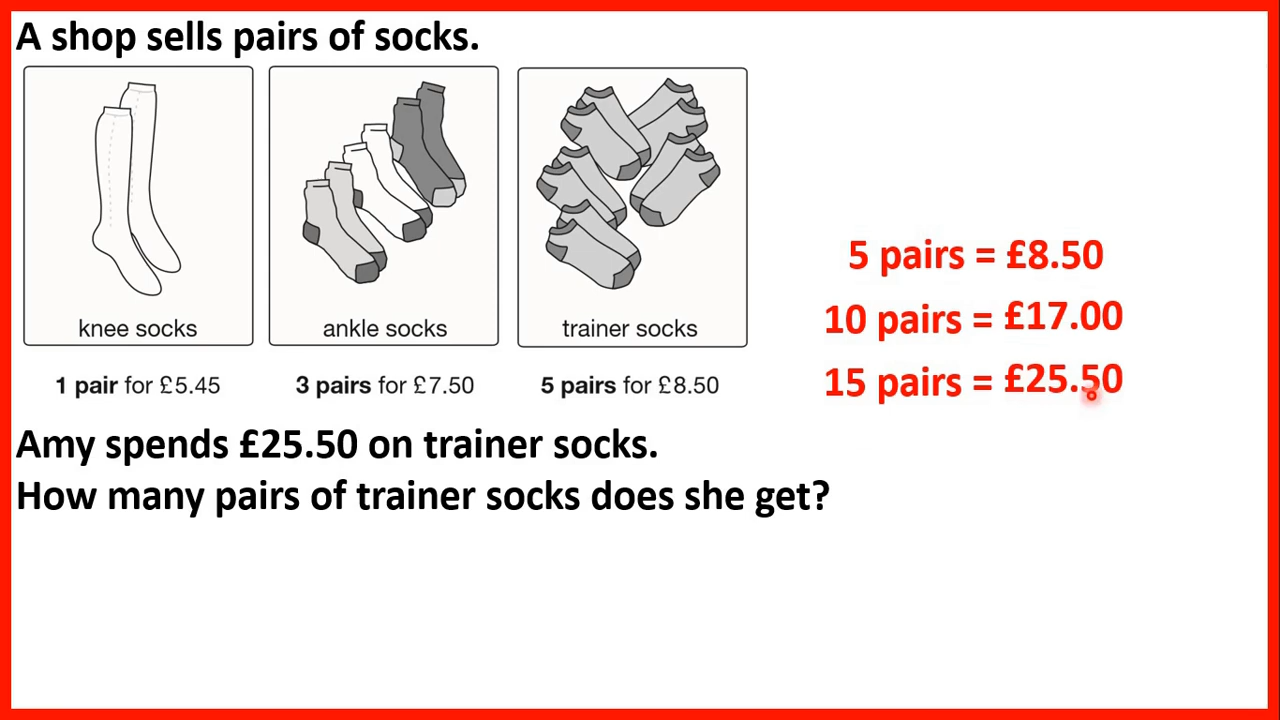 A shop sells pairs of socks.
knee socks
ankle socks
trainer socks
1 pair for £5.45
3 pairs for £7.50
5 pairs for £8.50
5 pairs = £8.50
10 pairs = £17.00
15 pairs = £25.50
Amy spends £25.50 on trainer socks.
How many pairs of trainer socks does she get?